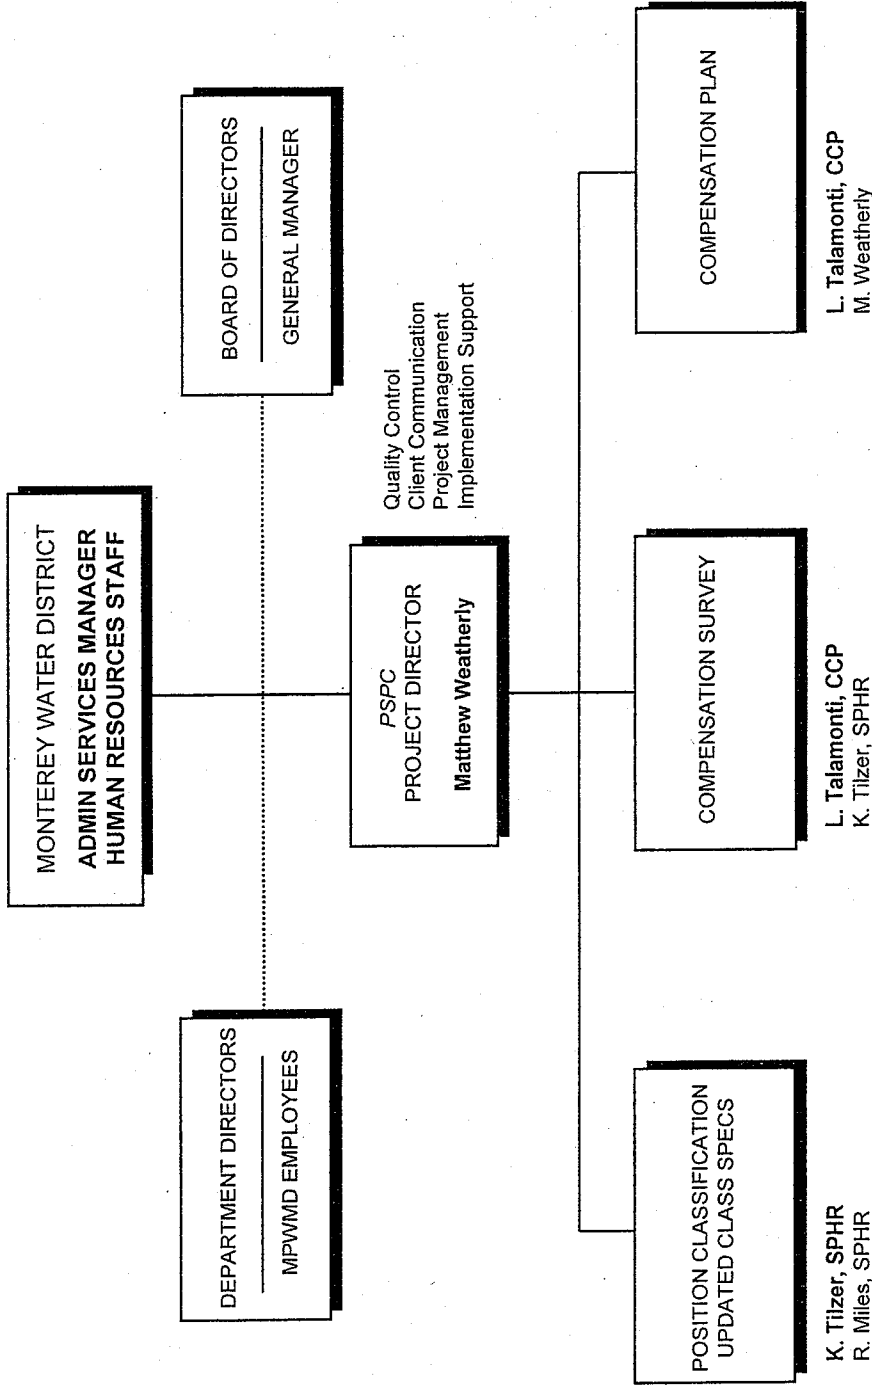 MONTEREY WATER DISTRICT
ADMIN SERVICES MANAGER
HUMAN RESOURCES STAFF
DEPARTMENT DIRECTORS
MPWMD EMPLOYEES
BOARD OF DIRECTORS
GENERAL MANAGER
PSPC
PROJECT DIRECTOR
Matthew Weatherly
Quality Control
Client Communication
Project Management
Implementation Support
POSITION CLASSIFICATION
UPDATED CLASS SPECS
K. Tilzer, SPHR
R. Miles, SPHR
COMPENSATION SURVEY
L. Talamonti, CCP
K. Tilzer, SPHR
COMPENSATION PLAN
L. Talamonti, CCP
M. Weatherly